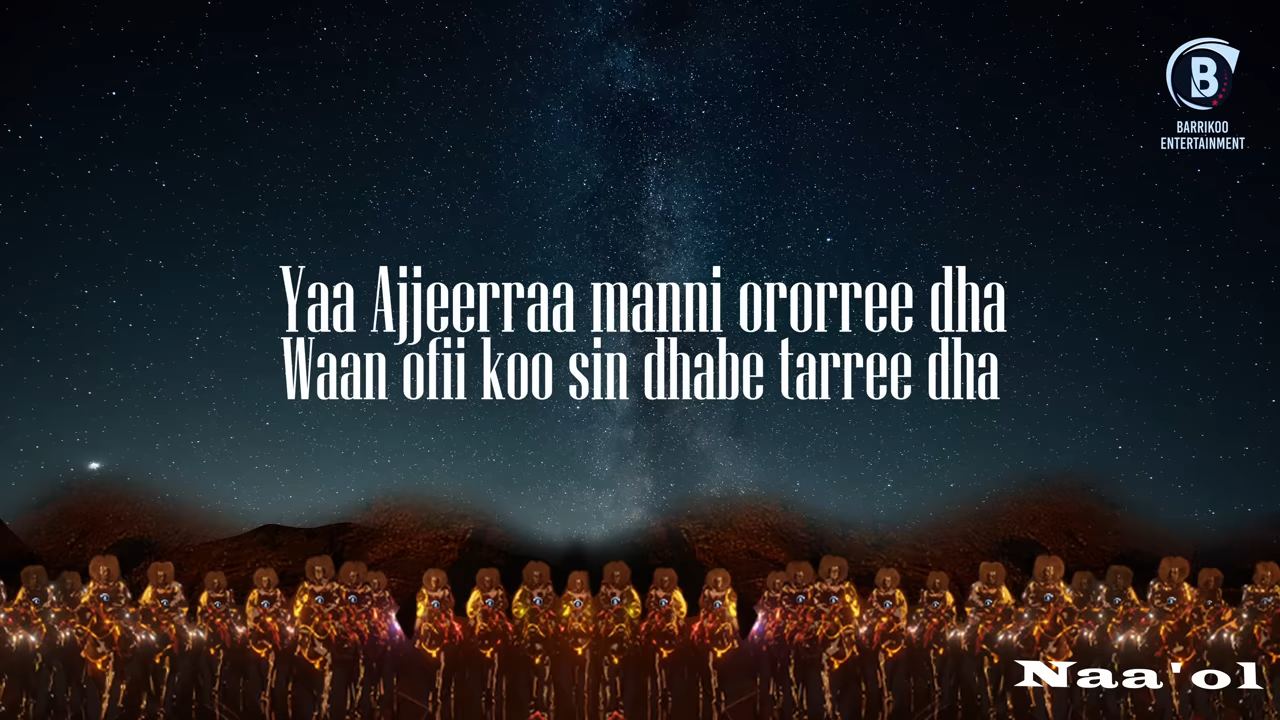 B
BARRIKOO
ENTERTAINMENT
Yaa Ajjeerraa manni ororree dha
Waan ofii koo sin dhabe tarree dha
Naa'ol